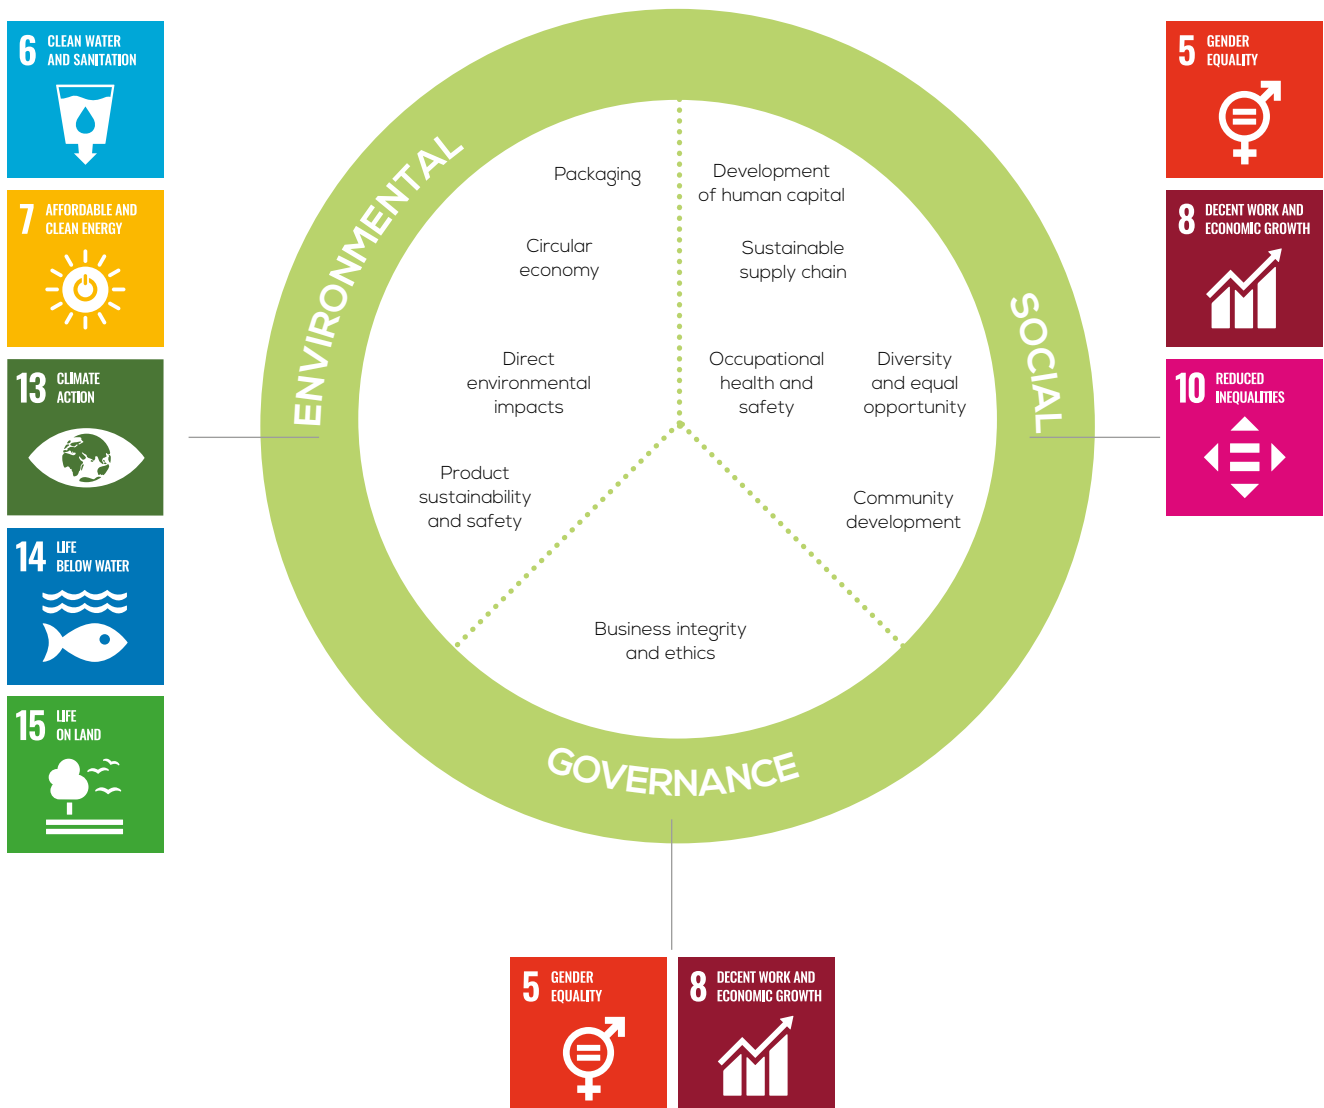 6 CLEAN WATER
AND SANITATION
7 AFFORDABLE AND
CLEAN ENERGY
13 CLIMATE
ACTION
14 LIFE
BELOW WATER
15 LIFE
ON LAND
ENVIRONMENTAL
Packaging
Circular
economy
Direct
environmental
impacts
Product
sustainability
and safety
Development
of human capital
Sustainable
supply chain
Occupational
health and
safety
Diversity
and equal
opportunity
Community
development
SOCIAL
Business integrity
and ethics
GOVERNANCE
5 GENDER
EQUALITY
8 DECENT WORK AND
ECONOMIC GROWTH
10 REDUCED
INEQUALITIES
5 GENDER
EQUALITY
8 DECENT WORK AND
ECONOMIC GROWTH